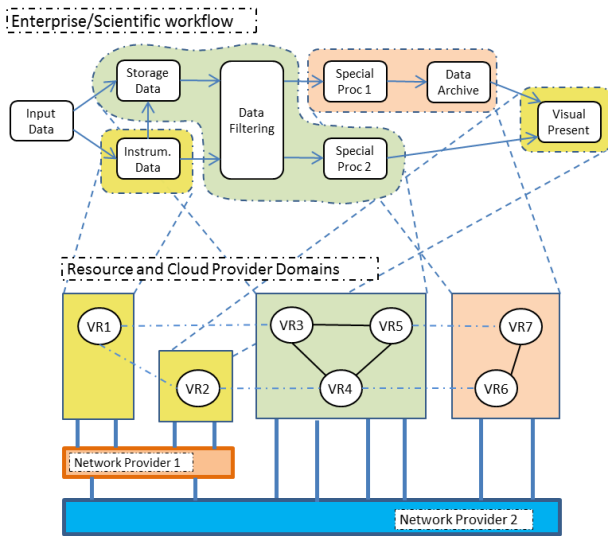 Enterprise/Scientific workflow
Input
Data
Storage
Data
Instrum.
Data
Data
Filtering
Special
Proc 1
Data
Archive
Special
Proc 2
Visual
Present
Resource and Cloud Provider Domains
VR1
VR2
VR3
VR5
VR4
VR7
VR6
Network Provider 1
Network Provider 2